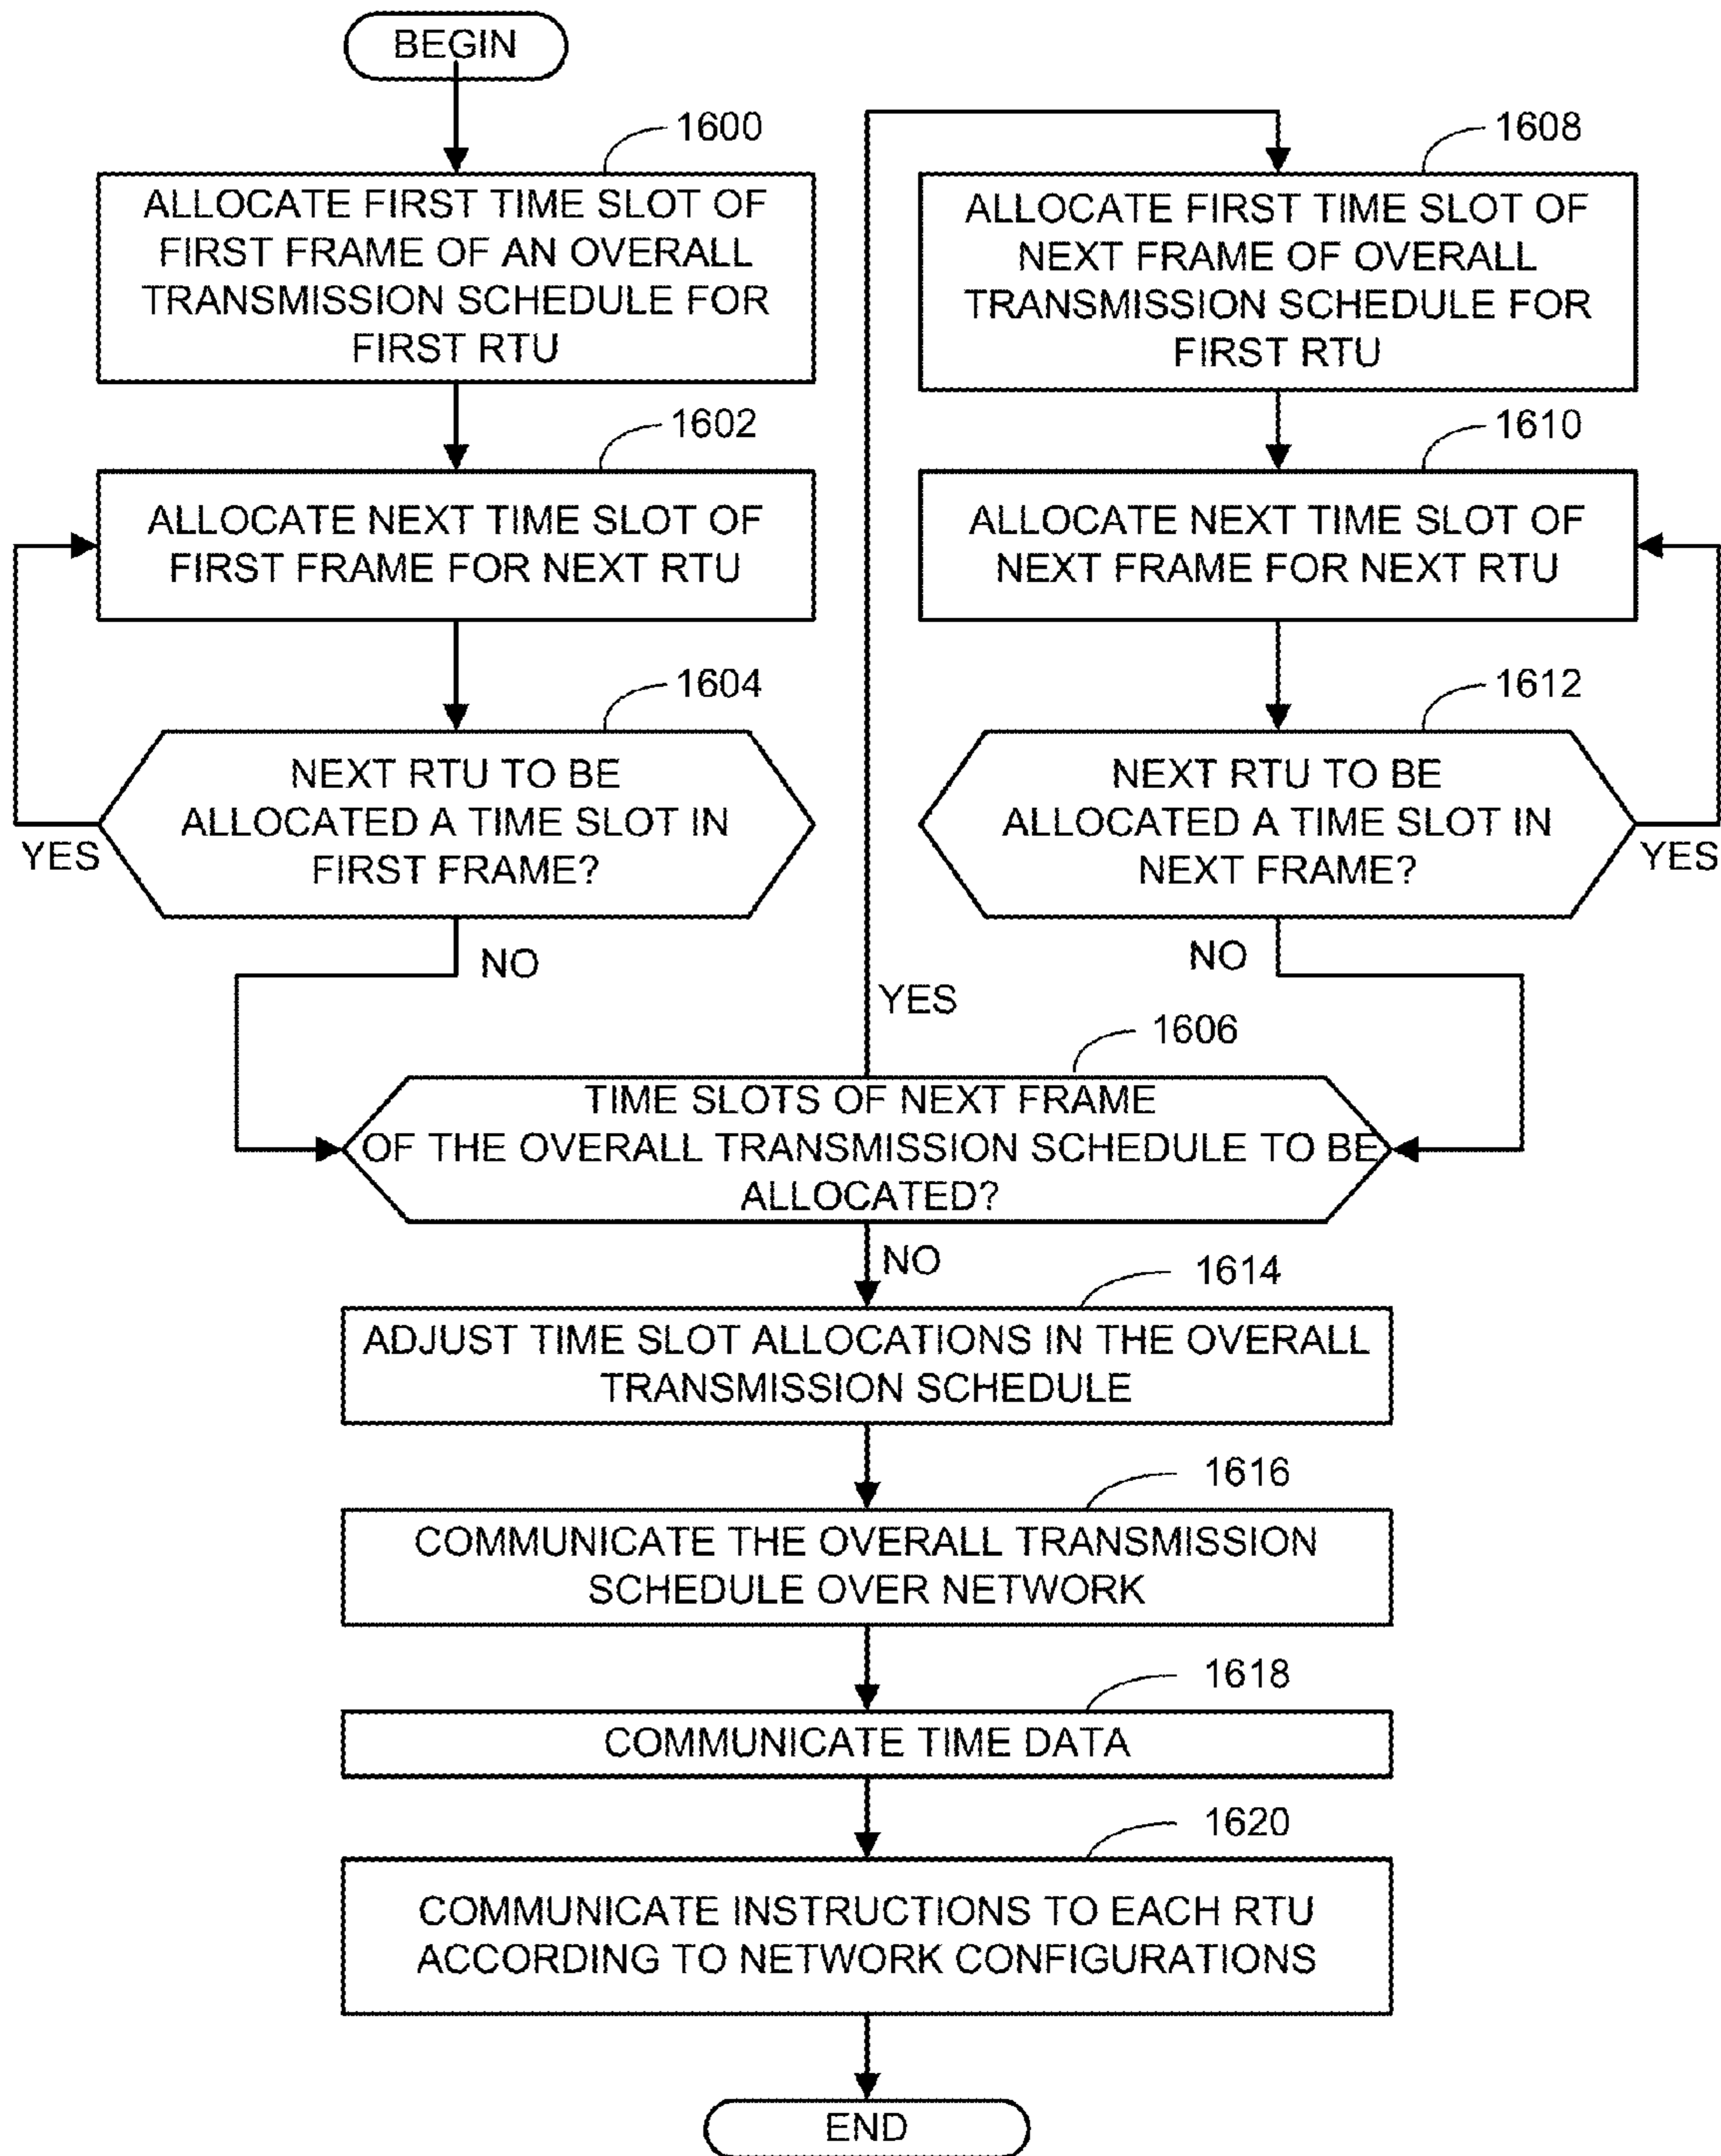 BEGIN
1600
ALLOCATE FIRST TIME SLOT OF
FIRST FRAME OF AN OVERALL
TRANSMISSION SCHEDULE FOR
FIRST RTU
1602
ALLOCATE NEXT TIME SLOT OF
FIRST FRAME FOR NEXT RTU
1604
NEXT RTU TO BE
ALLOCATED A TIME SLOT IN
FIRST FRAME?
YES
NO
1608
ALLOCATE FIRST TIME SLOT OF
NEXT FRAME OF OVERALL
TRANSMISSION SCHEDULE FOR
FIRST RTU
1610
ALLOCATE NEXT TIME SLOT OF
NEXT FRAME FOR NEXT RTU
1612
NEXT RTU TO BE
ALLOCATED A TIME SLOT IN
NEXT FRAME?
YES
NO
YES
1606
TIME SLOTS OF NEXT FRAME
OF THE OVERALL TRANSMISSION SCHEDULE TO BE
ALLOCATED?
NO
1614
ADJUST TIME SLOT ALLOCATIONS IN THE OVERALL
TRANSMISSION SCHEDULE
1616
COMMUNICATE THE OVERALL TRANSMISSION
SCHEDULE OVER NETWORK
1618
COMMUNICATE TIME DATA
1620
COMMUNICATE INSTRUCTIONS TO EACH RTU
ACCORDING TO NETWORK CONFIGURATIONS
END